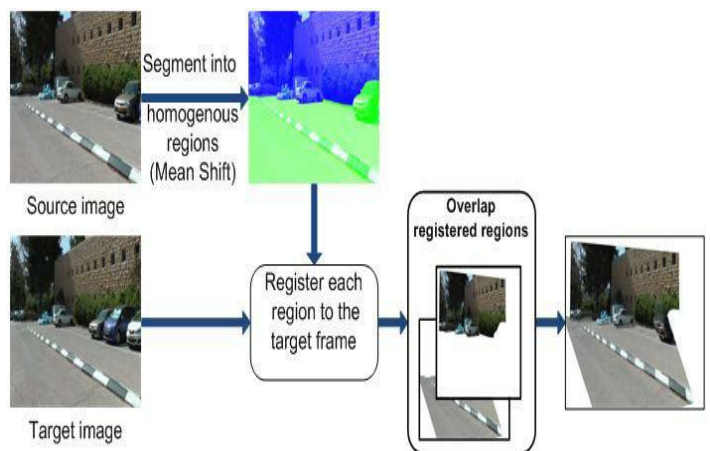 Segment into
homogenous
regions
(Mean Shift)
Source image
Overlap
registered regions
Register each
region to the
target frame
Target image